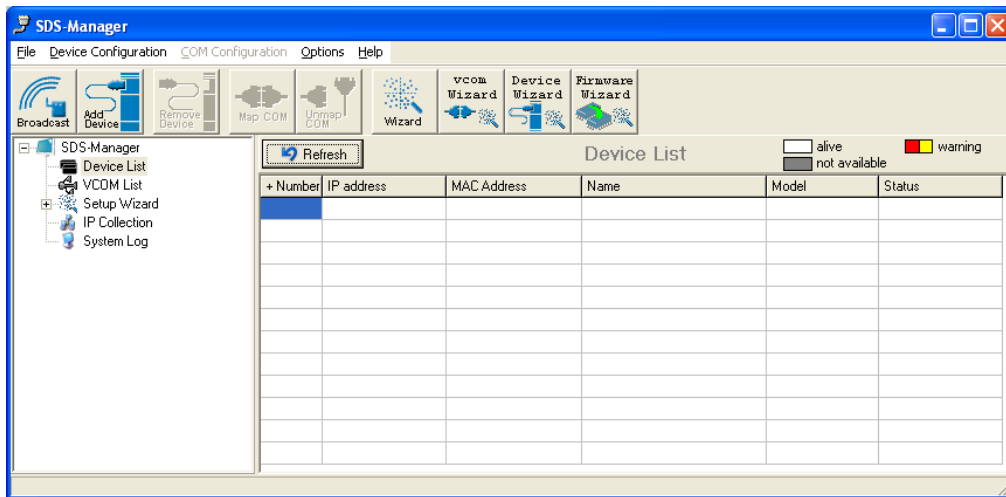 SDS-Manager
File Device Configuration COM Configuration Options Help
Broadcast Add Device Remove Device Map COM Unmap COM Wizard vcom Wizard Device Wizard Firmware Wizard
SDS-Manager
Device List
VCOM List
Setup Wizard
IP Collection
System Log
Refresh Device List alive warning
not available
+ Number IP address MAC Address Name Model Status